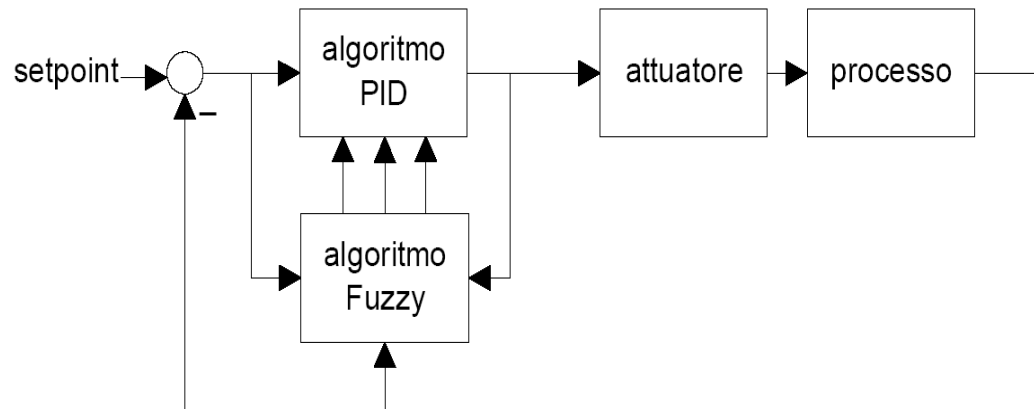 setpoint
–
algoritmo
PID
attuatore
processo
algoritmo
Fuzzy